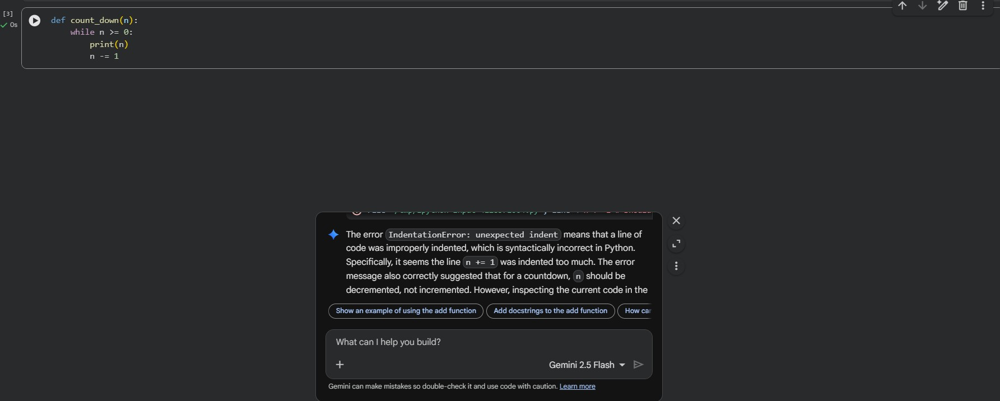 [3]
0s
def count_down(n):
    while n >= 0:
        print(n)
        n -= 1
The error IndentationError: unexpected indent means that a line of
code was improperly indented, which is syntactically incorrect in Python.
Specifically, it seems the line n += 1 was indented too much. The error
message also correctly suggested that for a countdown, n should be
decremented, not incremented. However, inspecting the current code in the
Show an example of using the add function Add docstrings to the add function How car
What can I help you build?
Gemini 2.5 Flash
Gemini can make mistakes so double-check it and use code with caution. Learn more